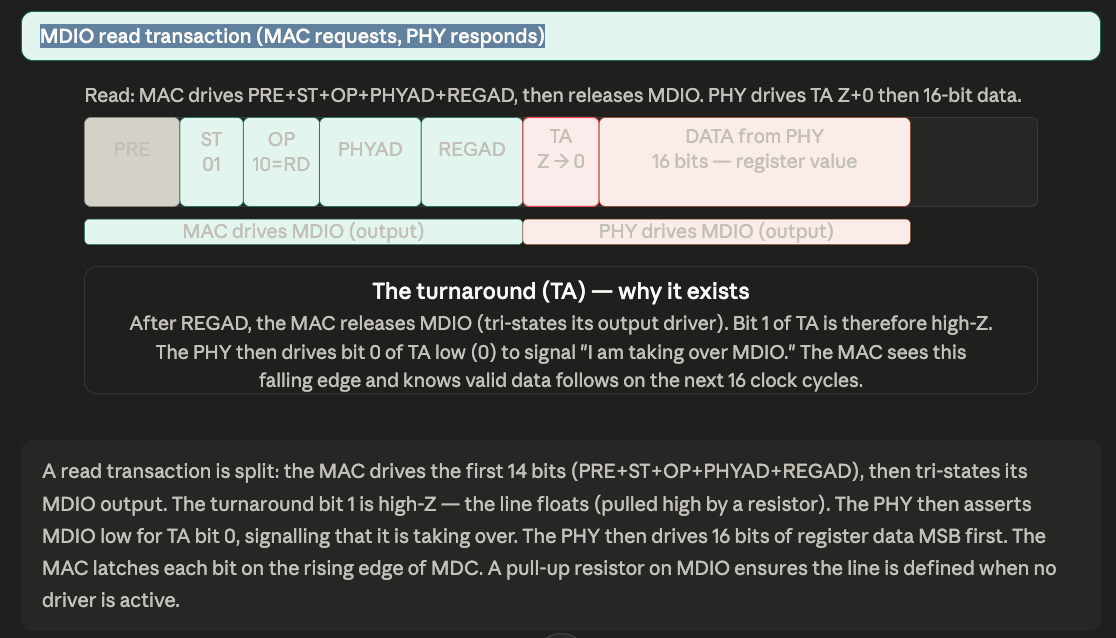 MDIO read transaction (MAC requests, PHY responds)
Read: MAC drives PRE+ST+OP+PHYAD+REGAD, then releases MDIO. PHY drives TA Z+0 then 16-bit data.
PRE
ST
01
OP
10=RD
PHYAD
REGAD
TA
Z → 0
DATA from PHY
16 bits — register value
MAC drives MDIO (output)
PHY drives MDIO (output)
The turnaround (TA) — why it exists
After REGAD, the MAC releases MDIO (tri-states its output driver). Bit 1 of TA is therefore high-Z.
The PHY then drives bit 0 of TA low (0) to signal "I am taking over MDIO." The MAC sees this
falling edge and knows valid data follows on the next 16 clock cycles.
A read transaction is split: the MAC drives the first 14 bits (PRE+ST+OP+PHYAD+REGAD), then tri-states its
MDIO output. The turnaround bit 1 is high-Z — the line floats (pulled high by a resistor). The PHY then asserts
MDIO low for TA bit 0, signalling that it is taking over. The PHY then drives 16 bits of register data MSB first. The
MAC latches each bit on the rising edge of MDC. A pull-up resistor on MDIO ensures the line is defined when no
driver is active.